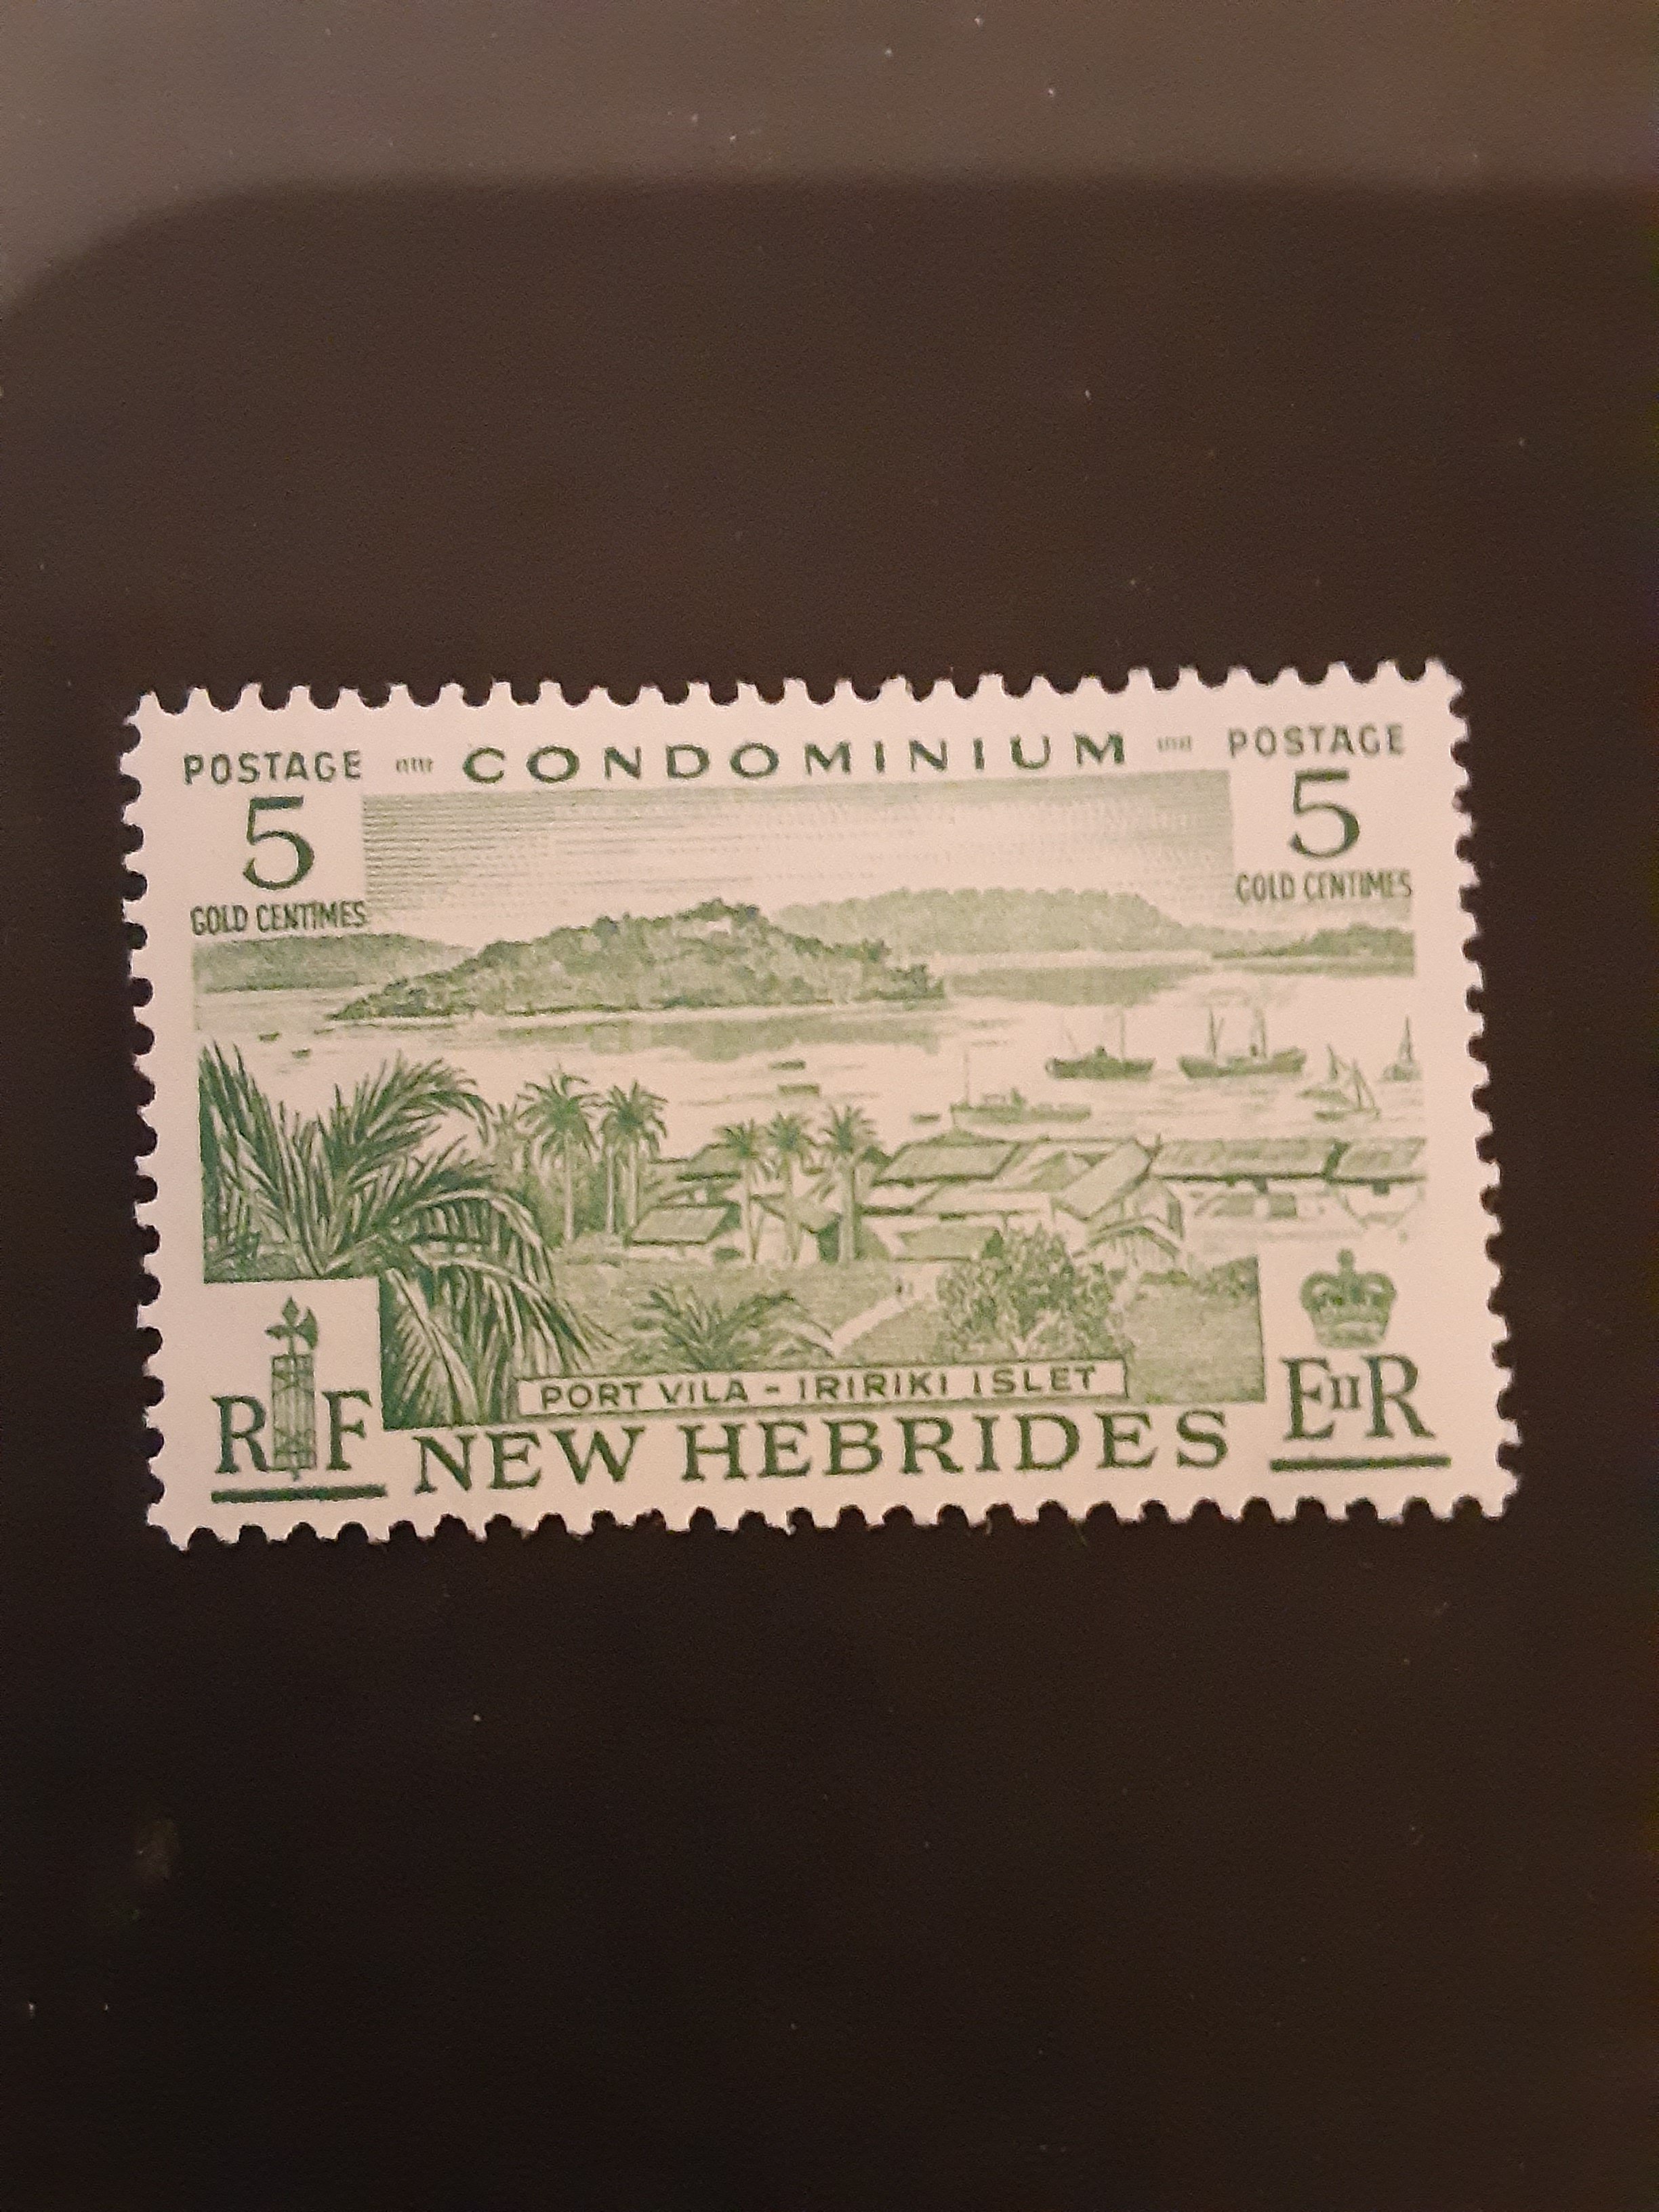 POSTAGE CONDOMINIUM POSTAGE
5 5
GOLD CENTIMES GOLD CENTIMES
PORT VILA - IRIRIKI ISLET
RF NEW HEBRIDES EIIR